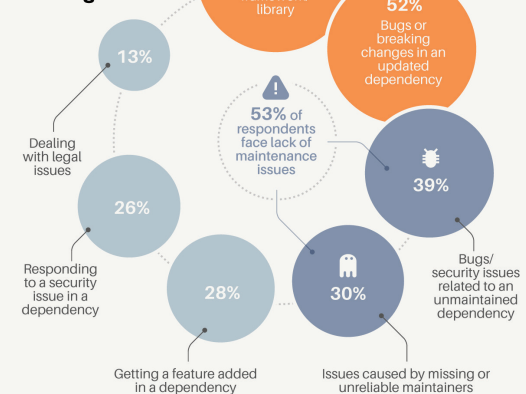 library
52%
Bugs or
breaking
changes in an
updated
dependency
13%
53% of
respondents
face lack of
maintenance
issues
Dealing
with legal
issues
39%
26%
Bugs/
security issues
related to an
unmaintained
dependency
Responding
to a security
issue in a
dependency
28%
30%
Getting a feature added
in a dependency
Issues caused by missing or
unreliable maintainers